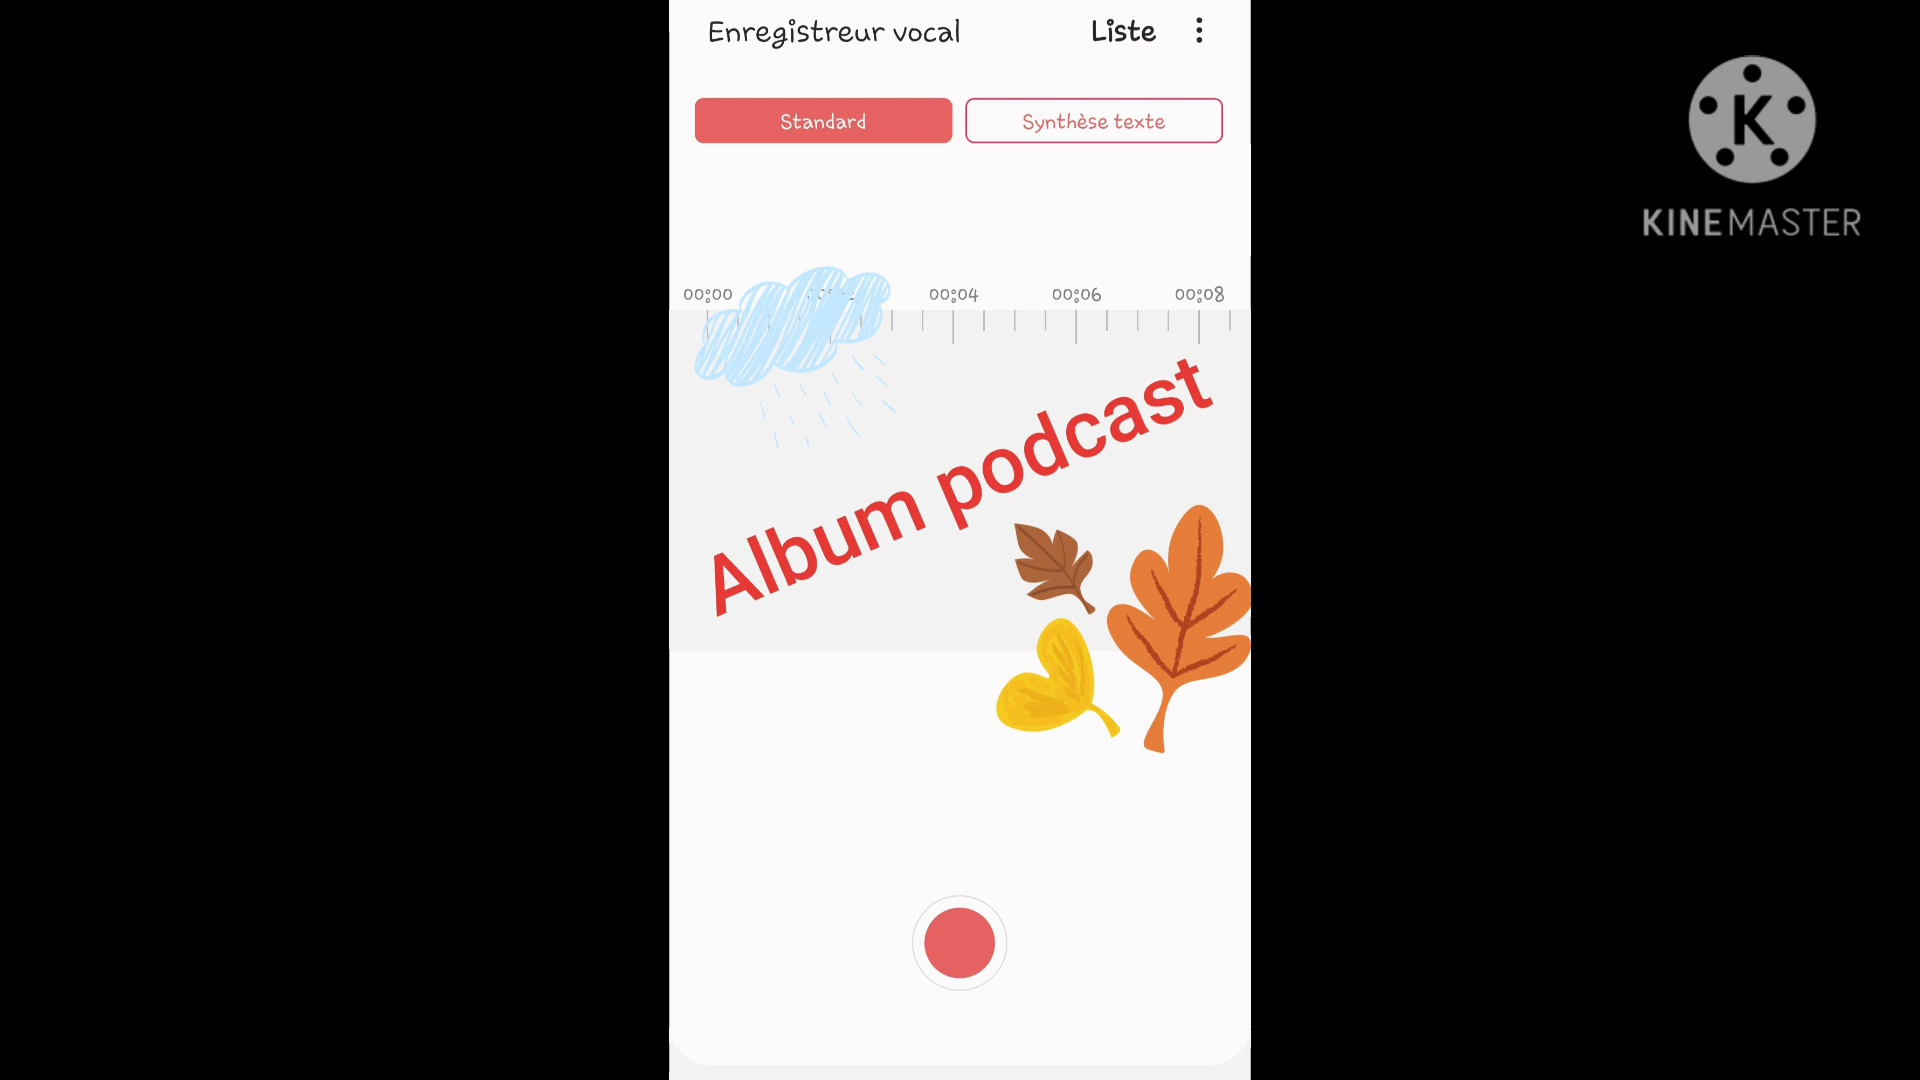 Enregistreur vocal Liste
Standard Synthèse texte
00:00 00:04 00:06 00:08
Album podcast
K
KINEMASTER